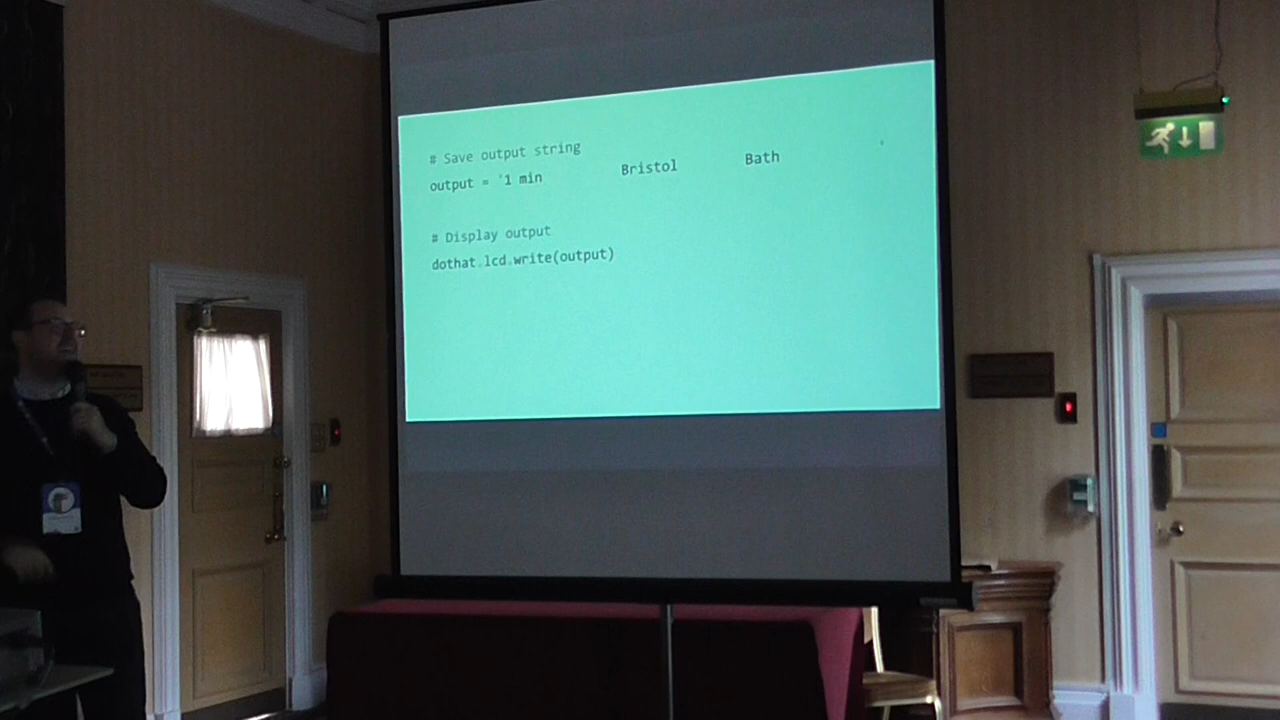 # Save output string
output = '1 min          Bristol          Bath          '
# Display output
dothat.lcd.write(output)